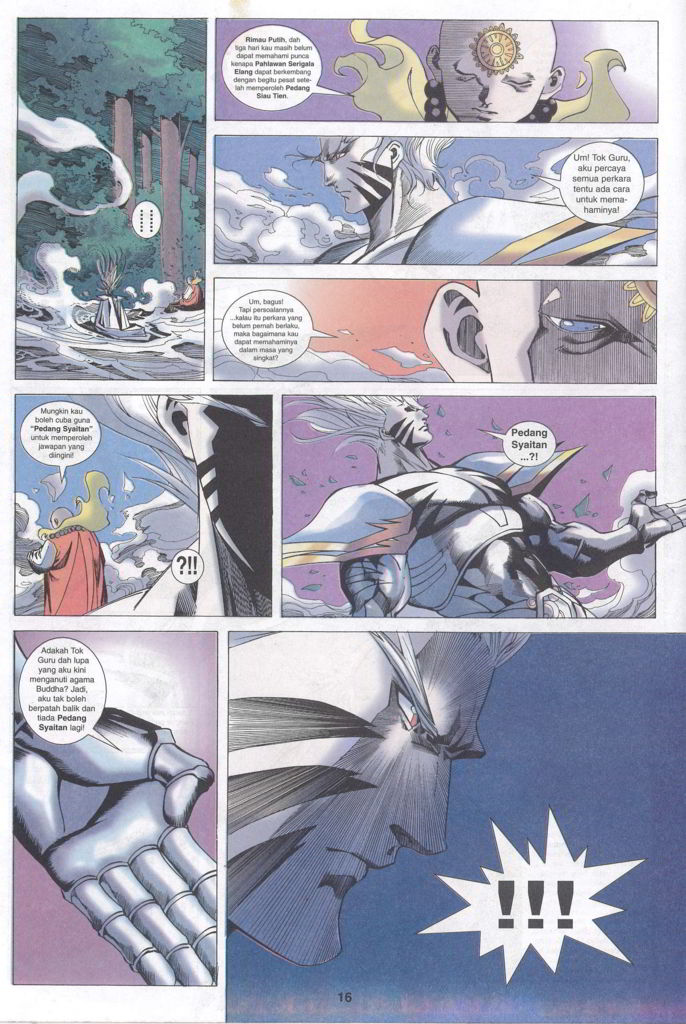 Rimau Putih, dah
tiga hari kau masih belum
dapat memahami punca
kenapa Pahlawan Serigala
Elang dapat berkembang
dengan begitu pesat sete-
lah memperoleh Pedang
Siau Tien.
Um! Tok Guru,
aku percaya
semua perkara
tentu ada cara
untuk mema-
haminya!
Um, bagus!
Tapi persoalannya
...kalau itu perkara yang
belum pernah berlaku,
maka bagaimana kau
dapat memahaminya
dalam masa yang
singkat?
Mungkin kau
boleh cuba guna
"Pedang Syaitan"
untuk memperoleh
jawapan yang
diingini!
?!!
Pedang
Syaitan
...?!
Adakah Tok
Guru dah lupa
yang aku kini
menganuti agama
Buddha? Jadi,
aku tak boleh
berpatah balik dan
tiada Pedang
Syaitan lagi!
!!!
16